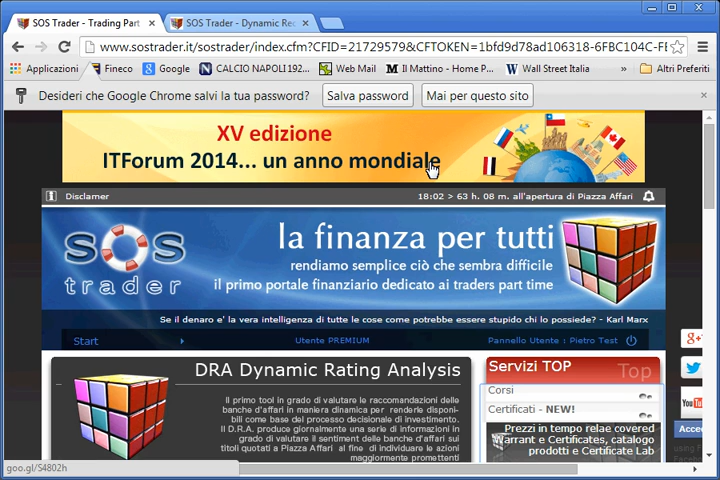 SOS Trader - Trading Part
SOS Trader - Dynamic Rec
www.sostrader.it/sostrader/index.cfm?CFID=21729579&CFTOKEN=1bfd9d78ad106318-6FBC104C-FE
Applicazioni
Fineco
Google
CALCIO NAPOLI 192...
Web Mail
Il Mattino - Home P...
Wall Street Italia
»
Altri Preferiti
Desideri che Google Chrome salvi la tua password?
Salva password
Mai per questo sito
XV edizione
ITForum 2014... un anno mondiale
Disclamer
18:02 > 63 h. 08 m. all'apertura di Piazza Affari
SOS
trader
la finanza per tutti
rendiamo semplice ciò che sembra difficile
il primo portale finanziario dedicato ai traders part time
Se il denaro e' la vera intelligenza di tutte le cose come potrebbe essere stupido chi lo possiede? - Karl Marx
Start
Utente PREMIUM
Pannello Utente : Pietro Test
DRA Dynamic Rating Analysis
Il primo tool in grado di valutare le raccomandazioni delle
banche d'affari in maniera dinamica per renderle disponi-
bili come base del processo decisionale di investimento.
Il D.R.A. produce giornalmente una serie di informazioni in
grado di valutare il sentiment delle banche d'affari sui
titoli quotati a Piazza Affari al fine di individuare le azioni
maggiormente promettenti
Servizi TOP
Top
Corsi
Certificati - NEW!
Prezzi in tempo relae covered
Warrant e Certificates, catalogo
prodotti e Certificate Lab
g+
You
Acce
using F
goo.gl/S4802h